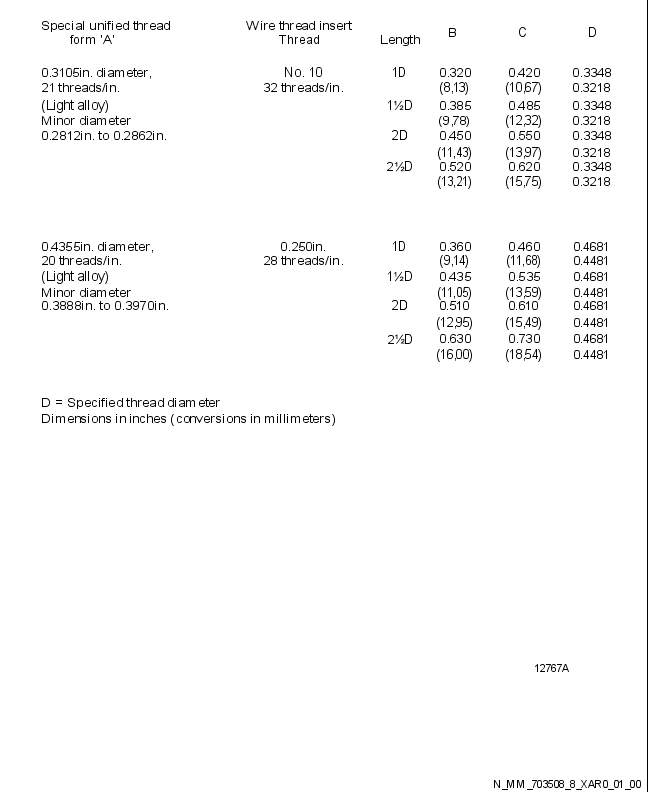 Special unified thread Wire thread insert
form 'A' Thread Length B C D
0.3105in. diameter, No. 10 1D 0.320 0.420 0.3348
21 threads/in. 32 threads/in. (8,13) (10,67) 0.3218
(Light alloy) 1½D 0.385 0.485 0.3348
Minor diameter (9,78) (12,32) 0.3218
0.2812in. to 0.2862in. 2D 0.450 0.550 0.3348
(11,43) (13,97) 0.3218
2½D 0.520 0.620 0.3348
(13,21) (15,75) 0.3218
0.4355in. diameter, 0.250in. 1D 0.360 0.460 0.4681
20 threads/in. 28 threads/in. (9,14) (11,68) 0.4481
(Light alloy) 1½D 0.435 0.535 0.4681
Minor diameter (11,05) (13,59) 0.4481
0.3888in. to 0.3970in. 2D 0.510 0.610 0.4681
(12,95) (15,49) 0.4481
2½D 0.630 0.730 0.4681
(16,00) (18,54) 0.4481
D = Specified thread diameter
Dimensions in inches (conversions in millimeters)
12767A
N_MM_703508_8_XAR0_01_00